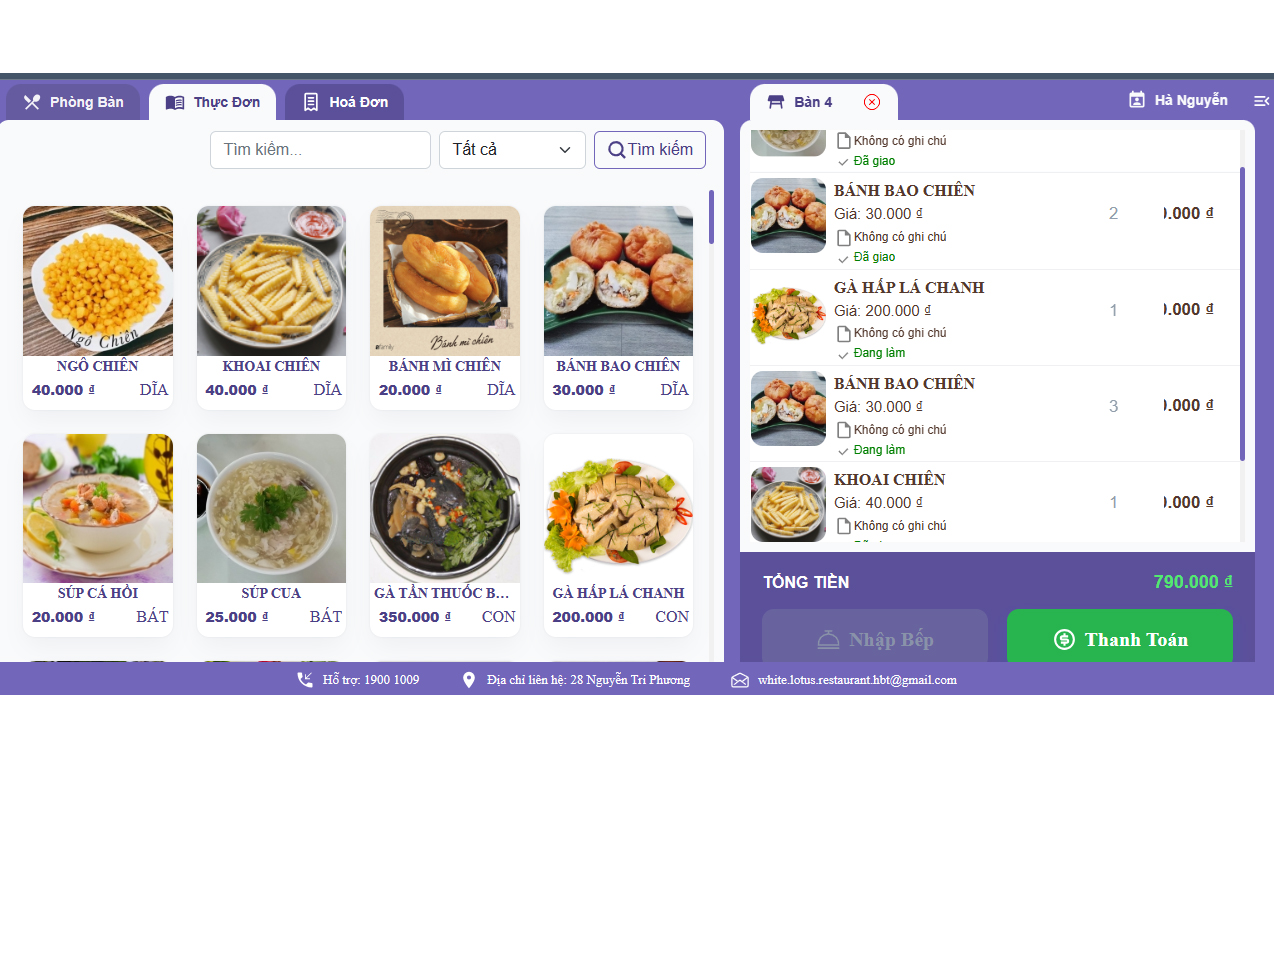 Phòng Bàn
Thực Đơn
Hoá Đơn
Bàn 4
Hà Nguyễn
Tìm kiếm...
Tất cả
Tìm kiếm
NGÔ CHIÊN
40.000 ₫ DĨA
KHOAI CHIÊN
40.000 ₫ DĨA
BÁNH MÌ CHIÊN
20.000 ₫ DĨA
BÁNH BAO CHIÊN
30.000 ₫ DĨA
Ngô Chiên
Bánh mì chiên
SÚP CÁ HỒI
20.000 ₫ BÁT
SÚP CUA
25.000 ₫ BÁT
GÀ TẦN THUỐC B...
350.000 ₫ CON
GÀ HẤP LÁ CHANH
200.000 ₫ CON
Không có ghi chú
Đã giao
BÁNH BAO CHIÊN
Giá: 30.000 ₫ 2 0.000 ₫
Không có ghi chú
Đã giao
GÀ HẤP LÁ CHANH
Giá: 200.000 ₫ 1 0.000 ₫
Không có ghi chú
Đang làm
BÁNH BAO CHIÊN
Giá: 30.000 ₫ 3 0.000 ₫
Không có ghi chú
Đang làm
KHOAI CHIÊN
Giá: 40.000 ₫ 1 0.000 ₫
Không có ghi chú
TỔNG TIỀN 790.000 ₫
Nhập Bếp
Thanh Toán
Hỗ trợ: 1900 1009
Địa chỉ liên hệ: 28 Nguyễn Tri Phương
white.lotus.restaurant.hbt@gmail.com